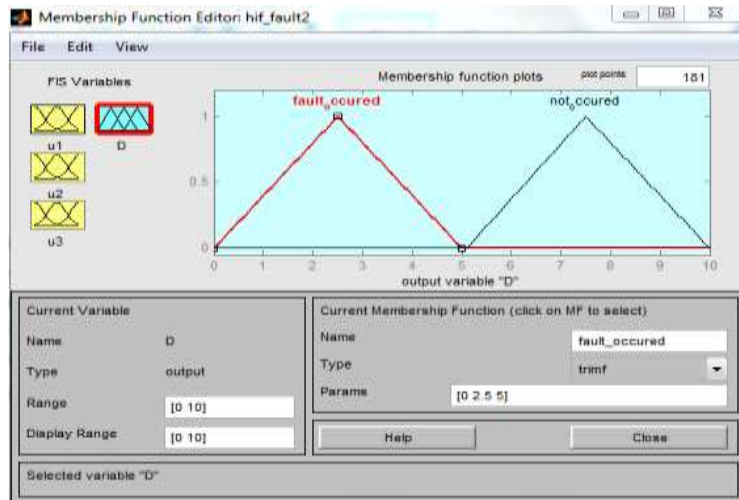 Membership Function Editor: hif_fault2
File Edit View
FIS Variables
u1
D
u2
u3
Membership function plots
plot points:
181
fault_occured
not_occured
1
0.5
0
0 1 2 3 4 5 6 7 8 9 10
output variable "D"
Current Variable
Name D
Type output
Range [0 10]
Display Range [0 10]
Current Membership Function (click on MF to select)
Name fault_occured
Type trimf
Params [0 2.5 5]
Help Close
Selected variable "D"